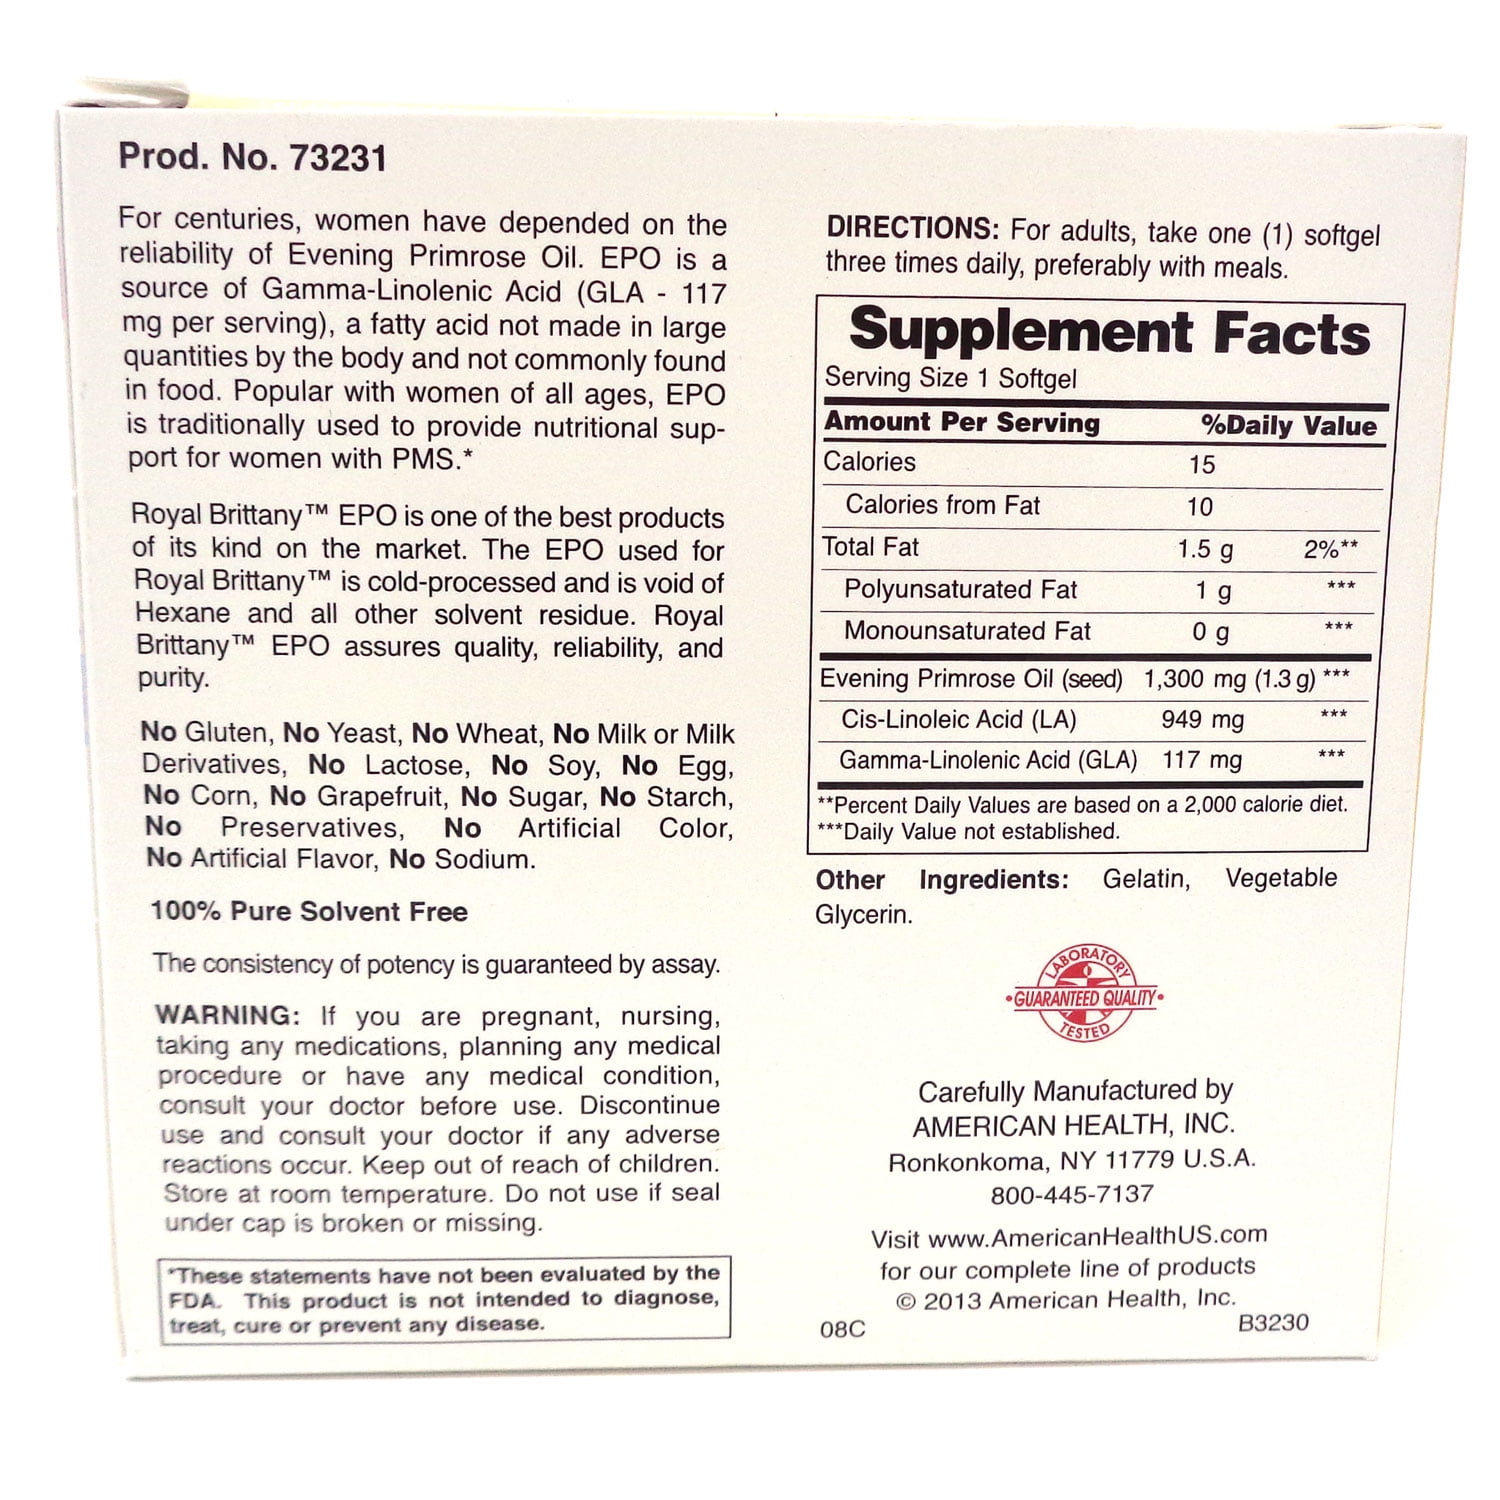 Prod. No. 73231
For centuries, women have depended on the
reliability of Evening Primrose Oil. EPO is a
source of Gamma-Linolenic Acid (GLA - 117
mg per serving), a fatty acid not made in large
quantities by the body and not commonly found
in food. Popular with women of all ages, EPO
is traditionally used to provide nutritional sup-
port for women with PMS.*
Royal Brittany™ EPO is one of the best products
of its kind on the market. The EPO used for
Royal Brittany™ is cold-processed and is void of
Hexane and all other solvent residue. Royal
Brittany™ EPO assures quality, reliability, and
purity.
No Gluten, No Yeast, No Wheat, No Milk or Milk
Derivatives, No Lactose, No Soy, No Egg,
No Corn, No Grapefruit, No Sugar, No Starch,
No Preservatives, No Artificial Color,
No Artificial Flavor, No Sodium.
100% Pure Solvent Free
The consistency of potency is guaranteed by assay.
WARNING: If you are pregnant, nursing,
taking any medications, planning any medical
procedure or have any medical condition,
consult your doctor before use. Discontinue
use and consult your doctor if any adverse
reactions occur. Keep out of reach of children.
Store at room temperature. Do not use if seal
under cap is broken or missing.
*These statements have not been evaluated by the
FDA. This product is not intended to diagnose,
treat, cure or prevent any disease.
DIRECTIONS: For adults, take one (1) softgel
three times daily, preferably with meals.
Supplement Facts
Serving Size 1 Softgel
Amount Per Serving %Daily Value
Calories 15
Calories from Fat 10
Total Fat 1.5 g 2%**
Polyunsaturated Fat 1 g ***
Monounsaturated Fat 0 g ***
Evening Primrose Oil (seed) 1,300 mg (1.3 g) ***
Cis-Linoleic Acid (LA) 949 mg ***
Gamma-Linolenic Acid (GLA) 117 mg ***
**Percent Daily Values are based on a 2,000 calorie diet.
***Daily Value not established.
Other Ingredients: Gelatin, Vegetable
Glycerin.
LABORATORY
•GUARANTEED QUALITY•
TESTED
Carefully Manufactured by
AMERICAN HEALTH, INC.
Ronkonkoma, NY 11779 U.S.A.
800-445-7137
Visit www.AmericanHealthUS.com
for our complete line of products
© 2013 American Health, Inc.
08C B3230